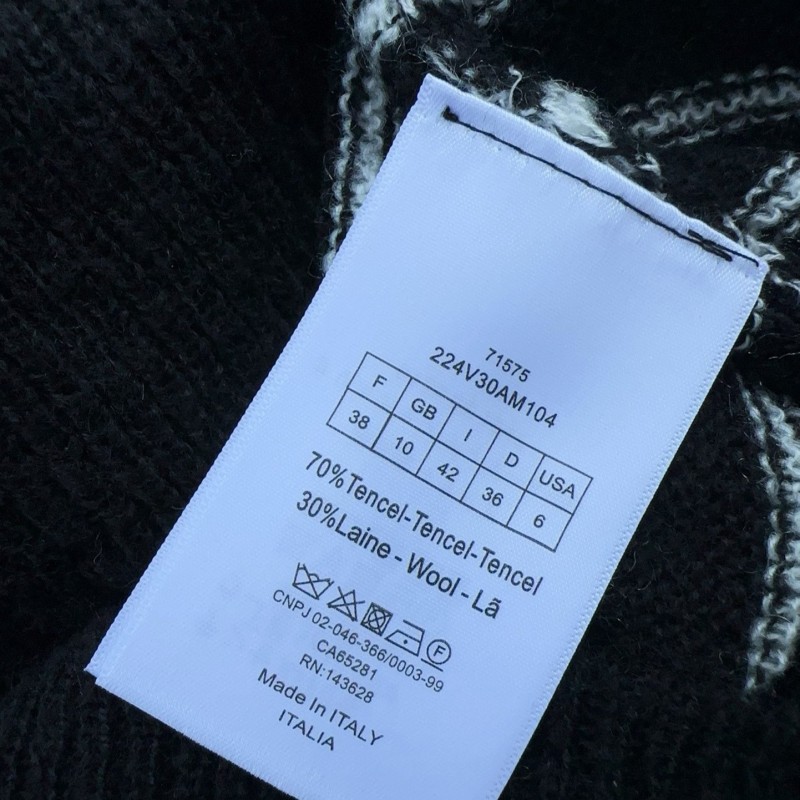 71575
224V30AM104
F GB I D USA
38 10 42 36 6
70%Tencel-Tencel-Tencel
30%Laine - Wool - Lã
F
CNPJ 02-046-366/0003-99
CA65281
RN:143628
Made In ITALY
ITALIA